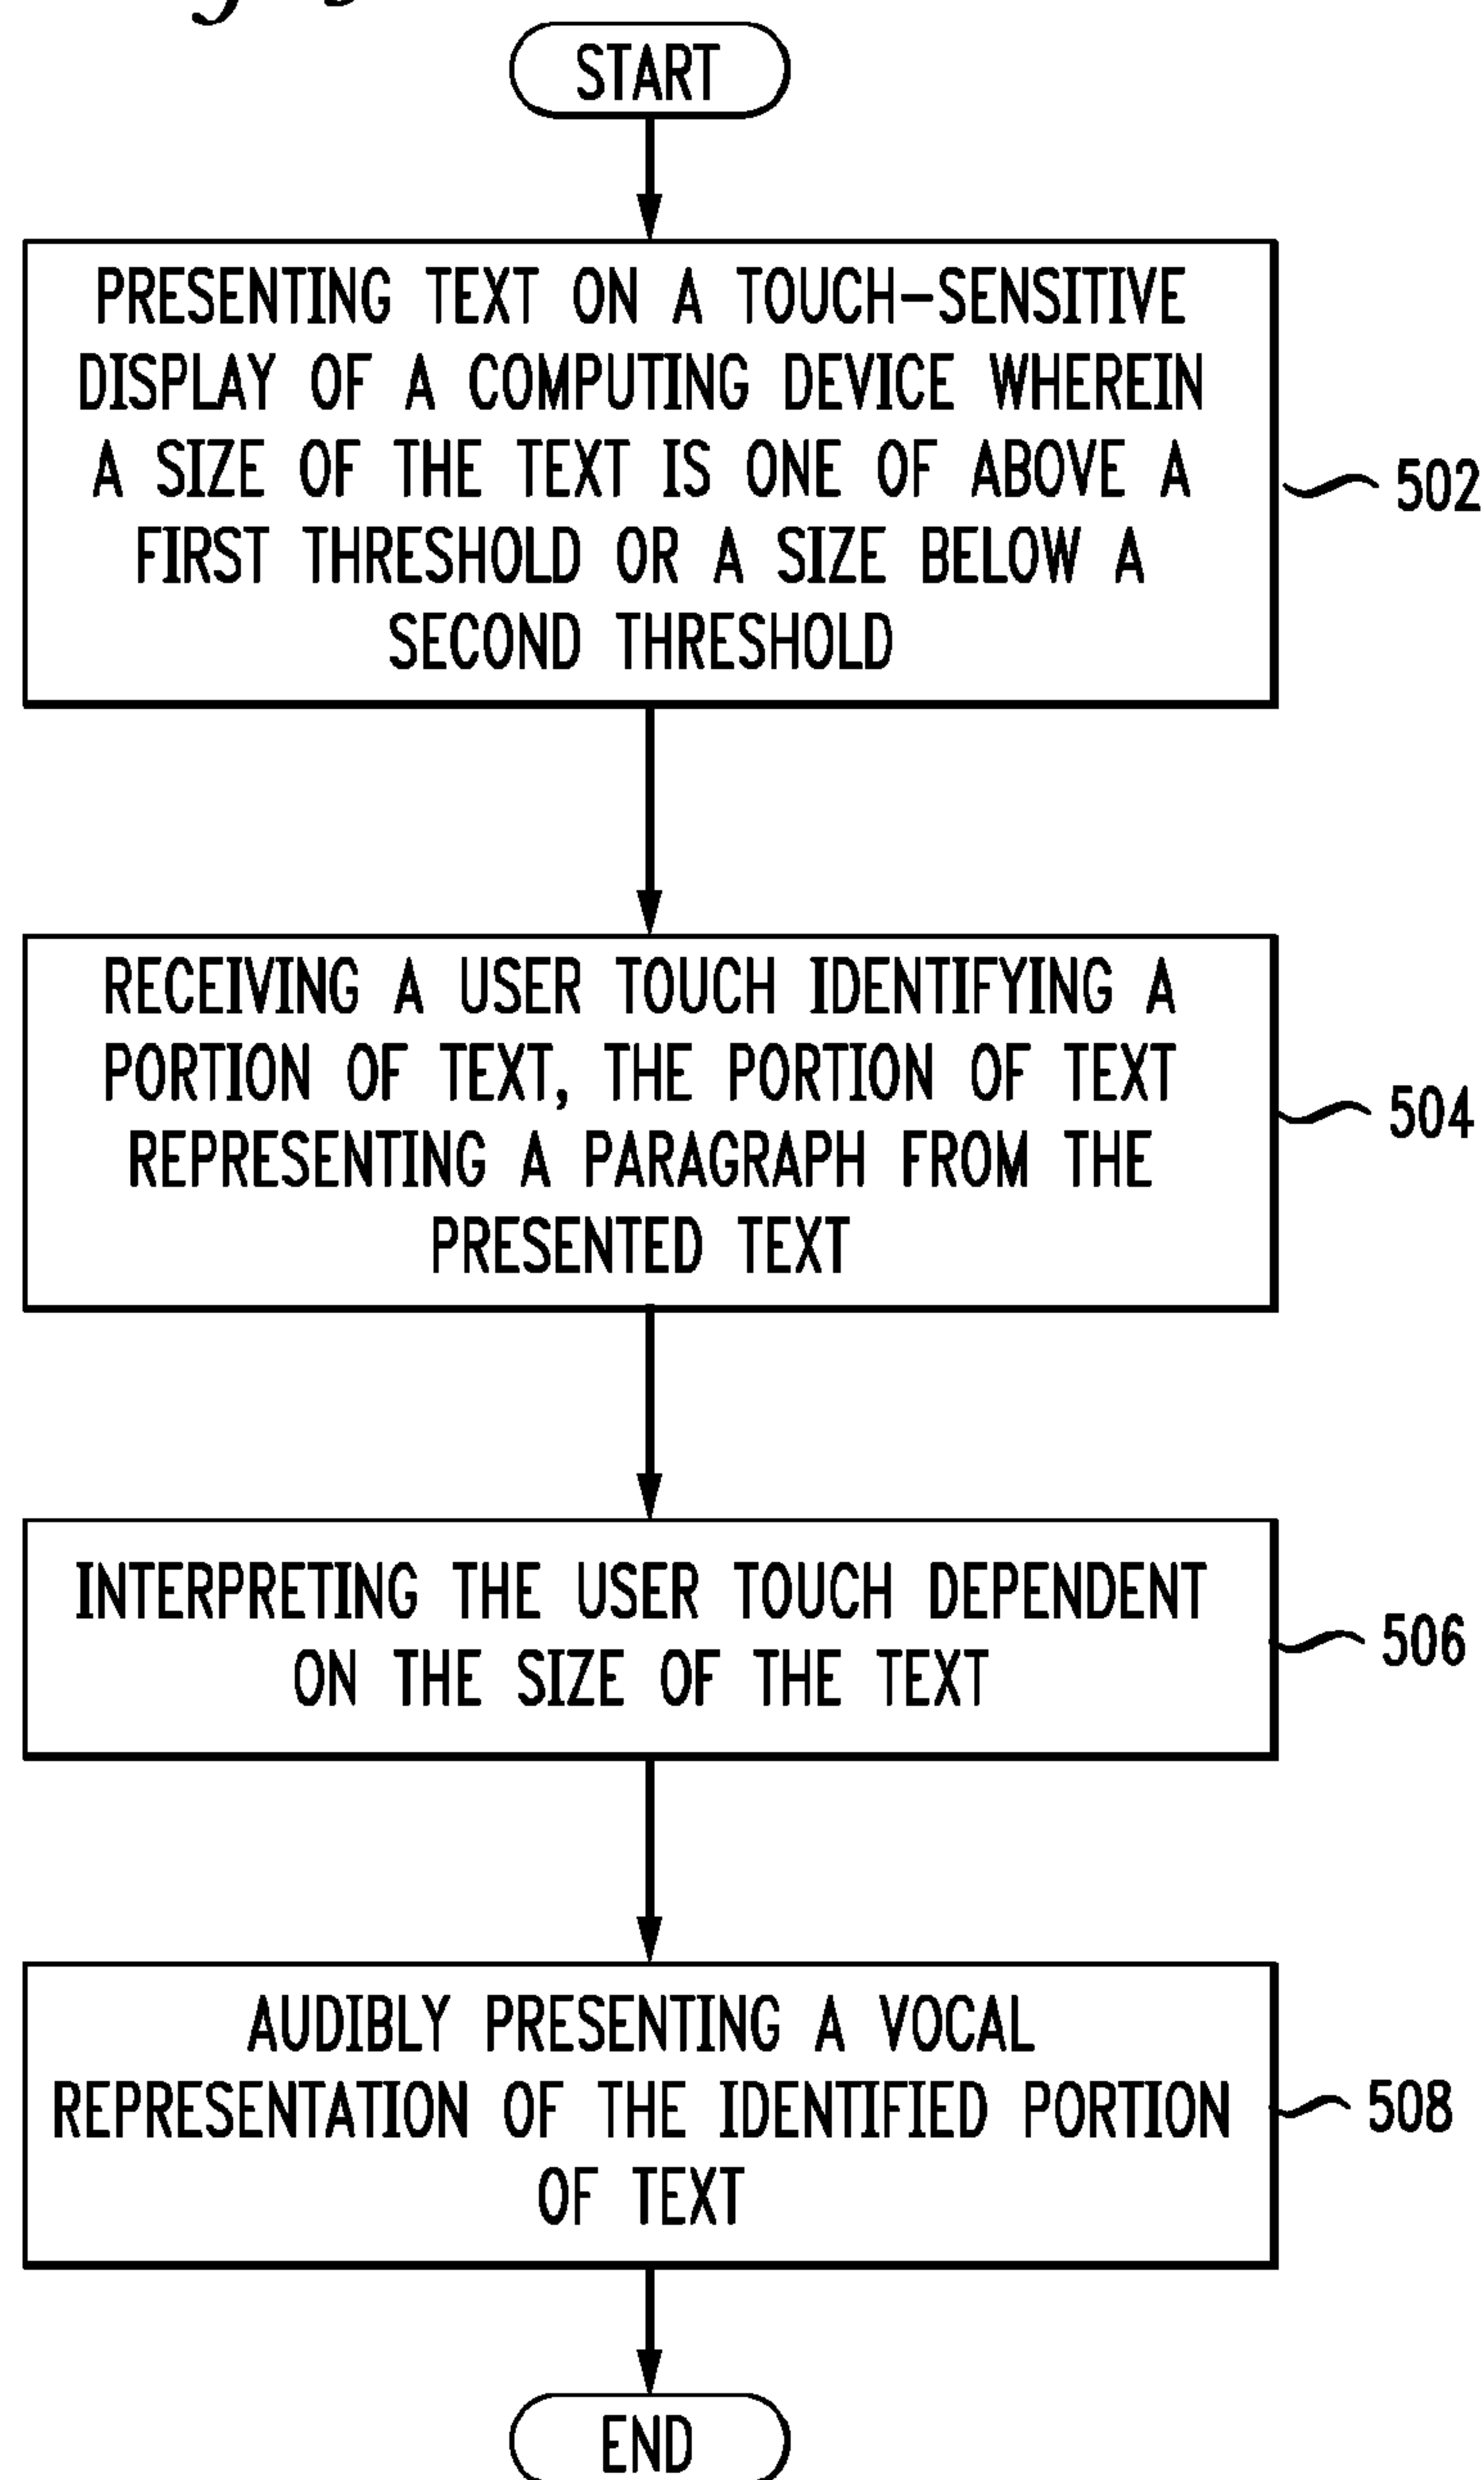 START
PRESENTING TEXT ON A TOUCH-SENSITIVE
DISPLAY OF A COMPUTING DEVICE WHEREIN
A SIZE OF THE TEXT IS ONE OF ABOVE A
FIRST THRESHOLD OR A SIZE BELOW A
SECOND THRESHOLD
502
RECEIVING A USER TOUCH IDENTIFYING A
PORTION OF TEXT, THE PORTION OF TEXT
REPRESENTING A PARAGRAPH FROM THE
PRESENTED TEXT
504
INTERPRETING THE USER TOUCH DEPENDENT
ON THE SIZE OF THE TEXT
506
AUDIBLY PRESENTING A VOCAL
REPRESENTATION OF THE IDENTIFIED PORTION
OF TEXT
508
END